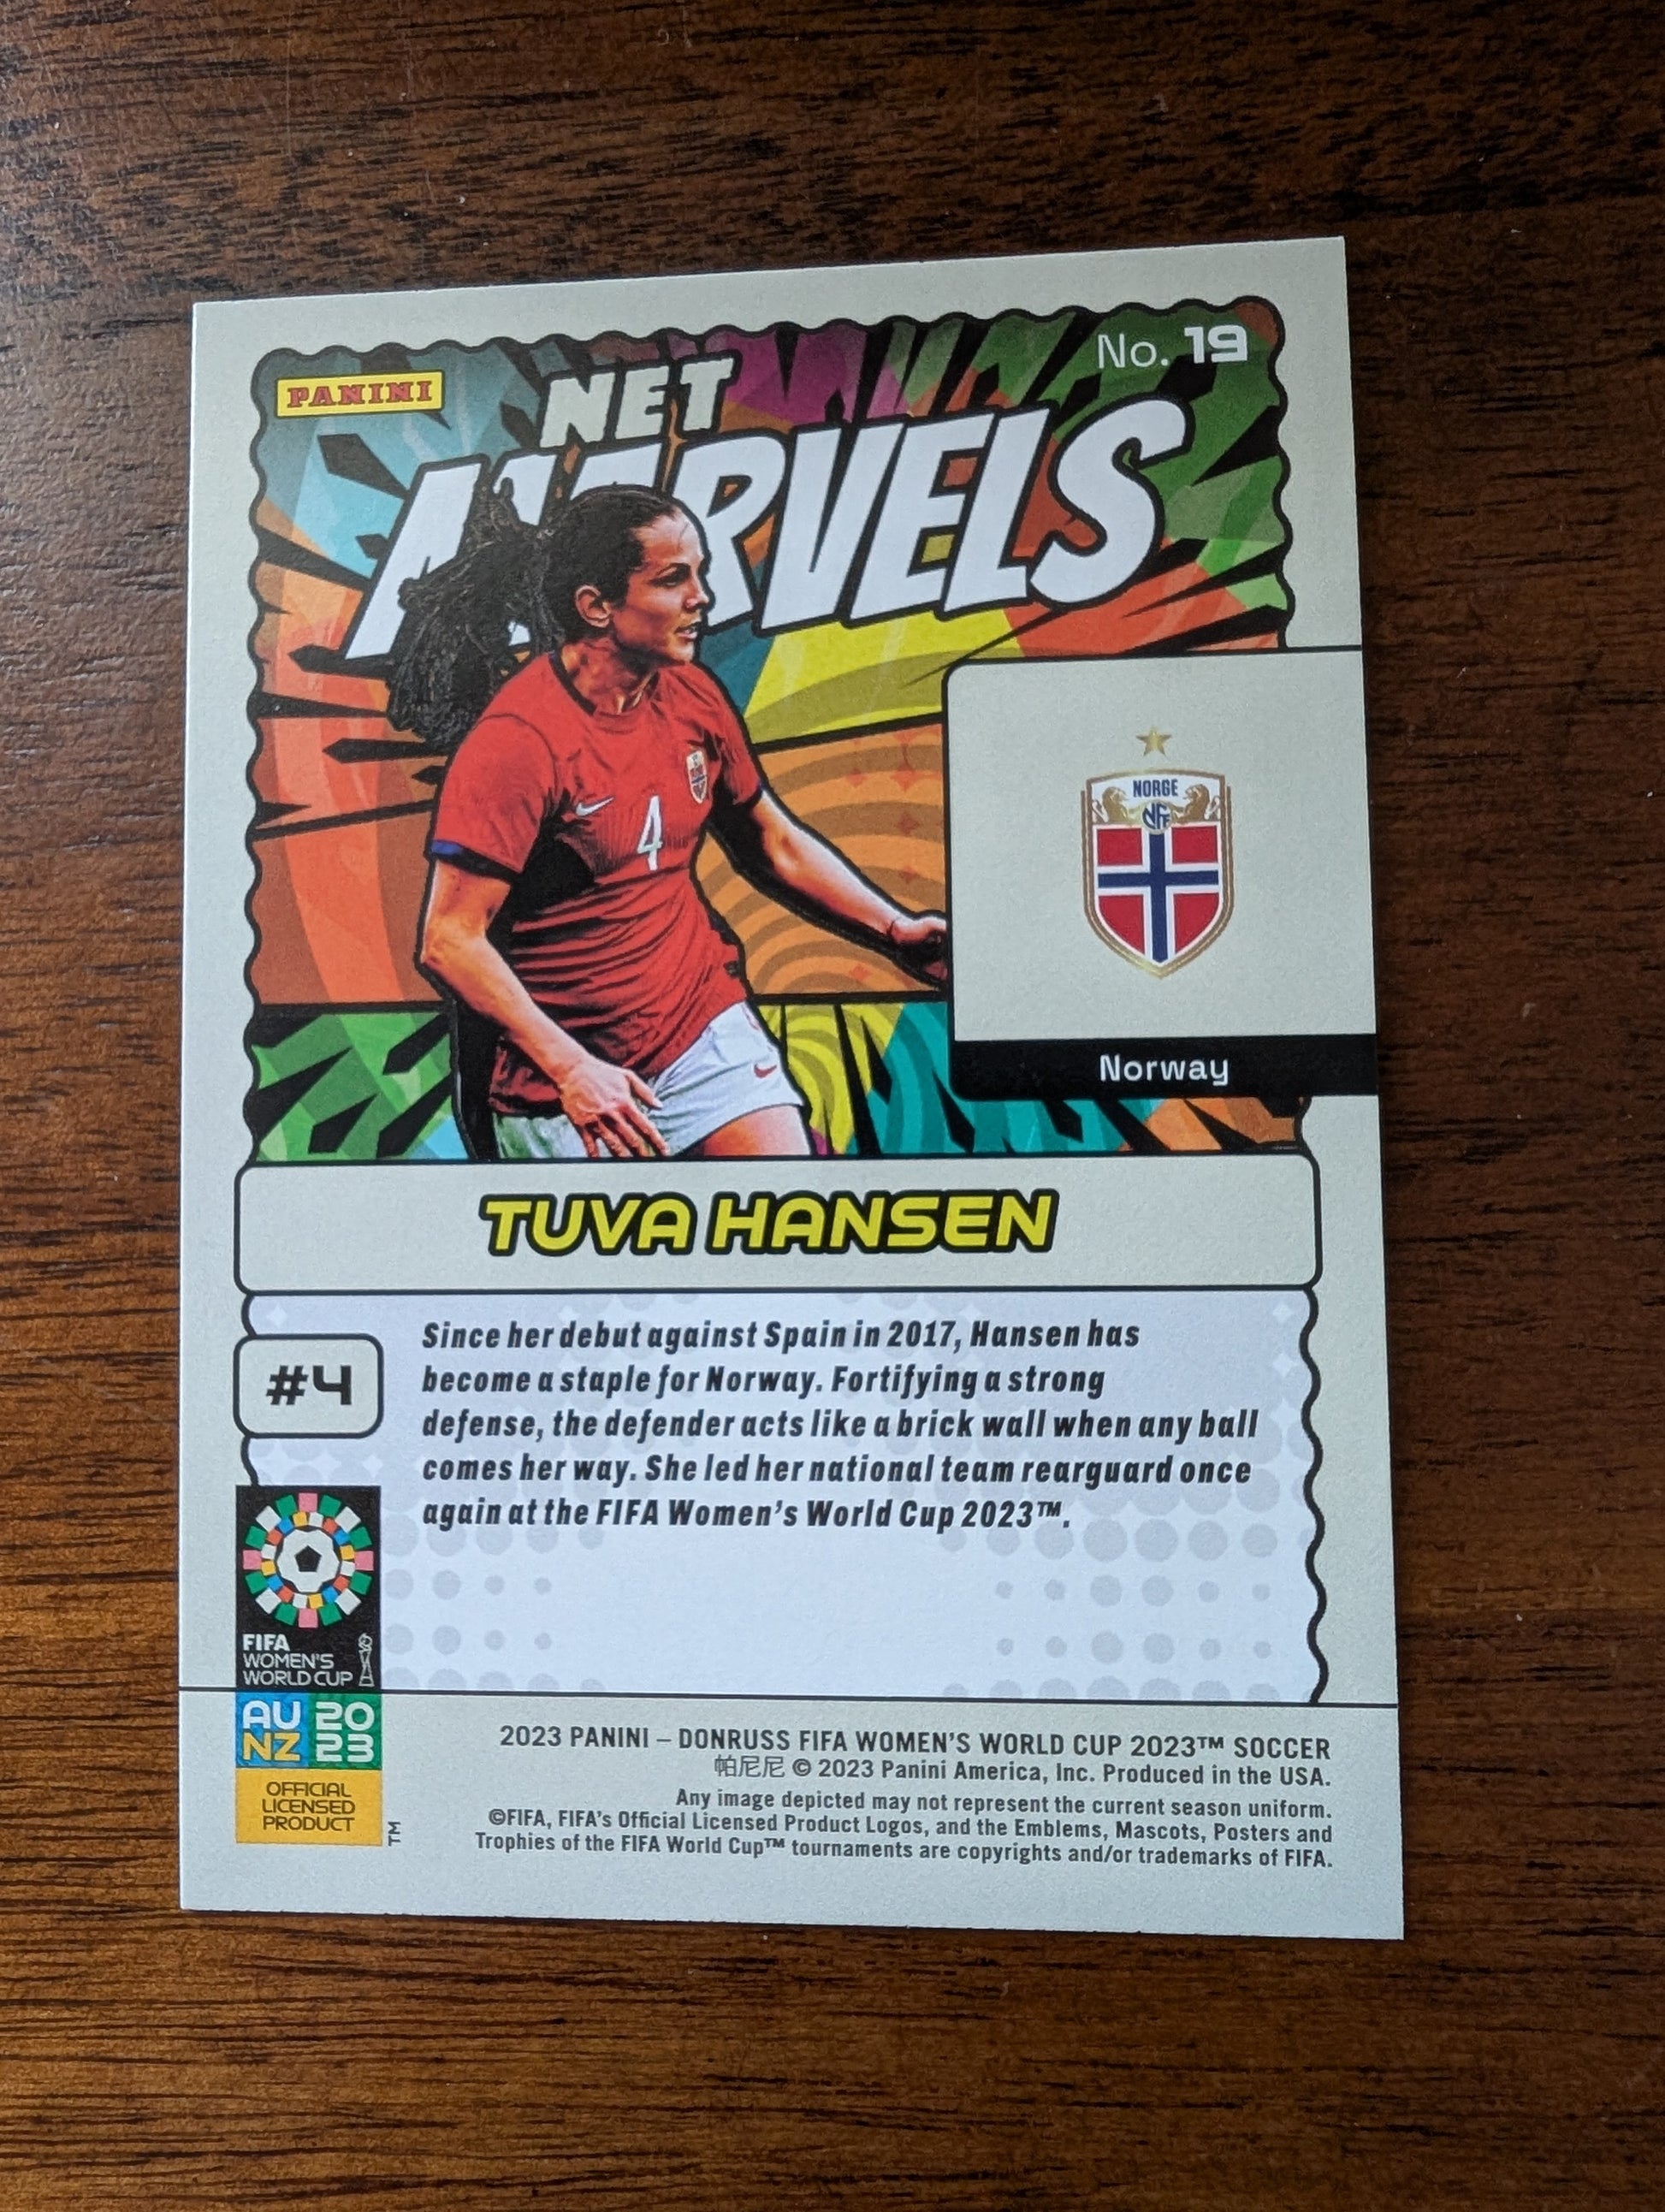 No. 19
PANINI
NET
MARVELS
4
NORGE
NFF
Norway
TUVA HANSEN
#4
Since her debut against Spain in 2017, Hansen has
become a staple for Norway. Fortifying a strong
defense, the defender acts like a brick wall when any ball
comes her way. She led her national team rearguard once
again at the FIFA Women's World Cup 2023™.
FIFA
WOMEN'S
WORLD CUP
AU 20
NZ 23
OFFICIAL
LICENSED
PRODUCT
TM
2023 PANINI – DONRUSS FIFA WOMEN'S WORLD CUP 2023™ SOCCER
帕尼尼 © 2023 Panini America, Inc. Produced in the USA.
Any image depicted may not represent the current season uniform.
©FIFA, FIFA's Official Licensed Product Logos, and the Emblems, Mascots, Posters and
Trophies of the FIFA World Cup™ tournaments are copyrights and/or trademarks of FIFA.